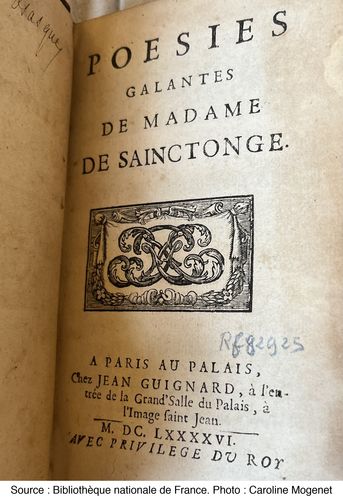 POESIES
GALANTES
DE MADAME
DE SAINCTONGE.
A PARIS AU PALAIS,
Chez JEAN GUIGNARD, à l'en-
trée de la Grand'Salle du Palais, à
l'Image saint Jean.
M. DC. LXXXXVI.
AVEC PRIVILEGE DU ROY
Source : Bibliothèque nationale de France. Photo : Caroline Mogenet